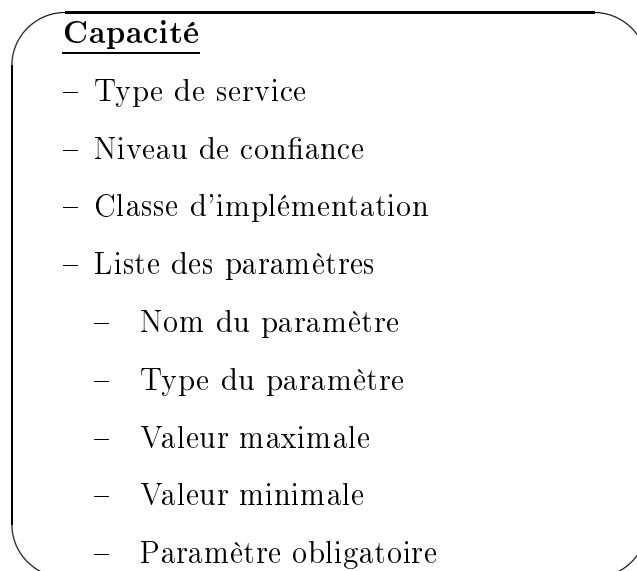 Capacité
– Type de service
– Niveau de confiance
– Classe d'implémentation
– Liste des paramètres
– Nom du paramètre
– Type du paramètre
– Valeur maximale
– Valeur minimale
– Paramètre obligatoire